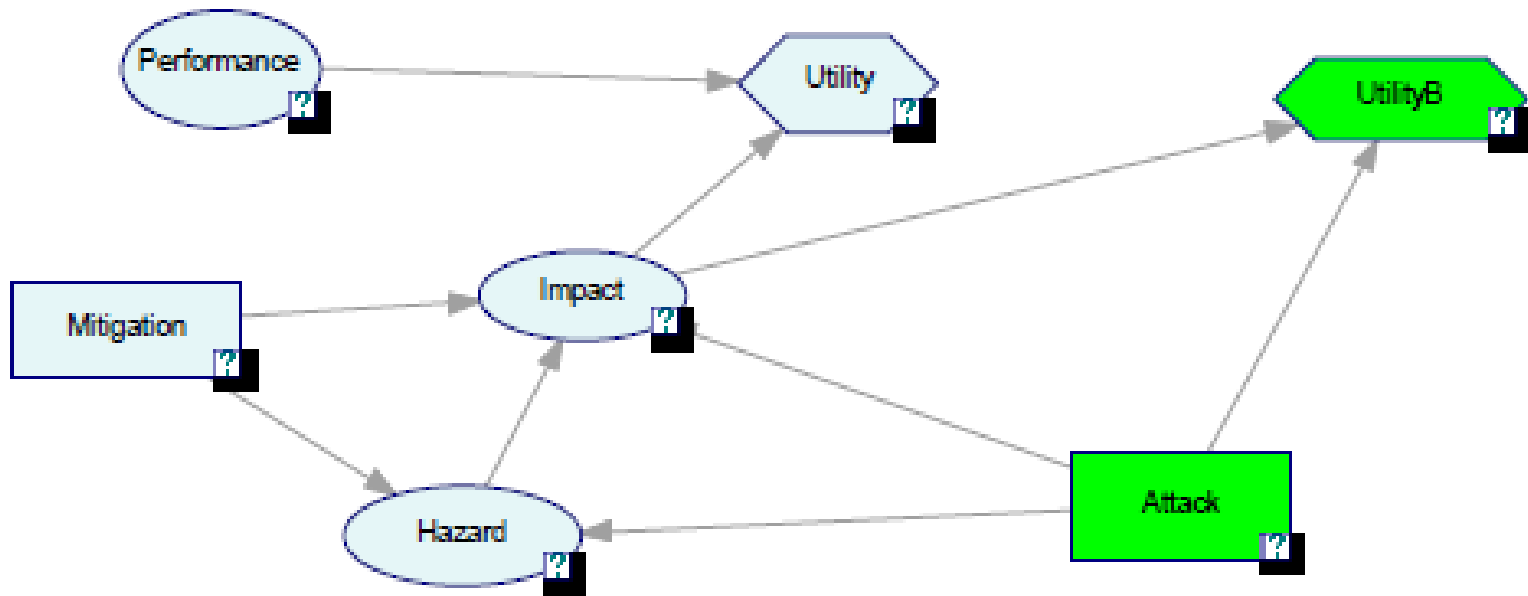 Performance
?
Utility
?
UtilityB
?
Impact
?
Mitigation
?
Hazard
?
Attack
?